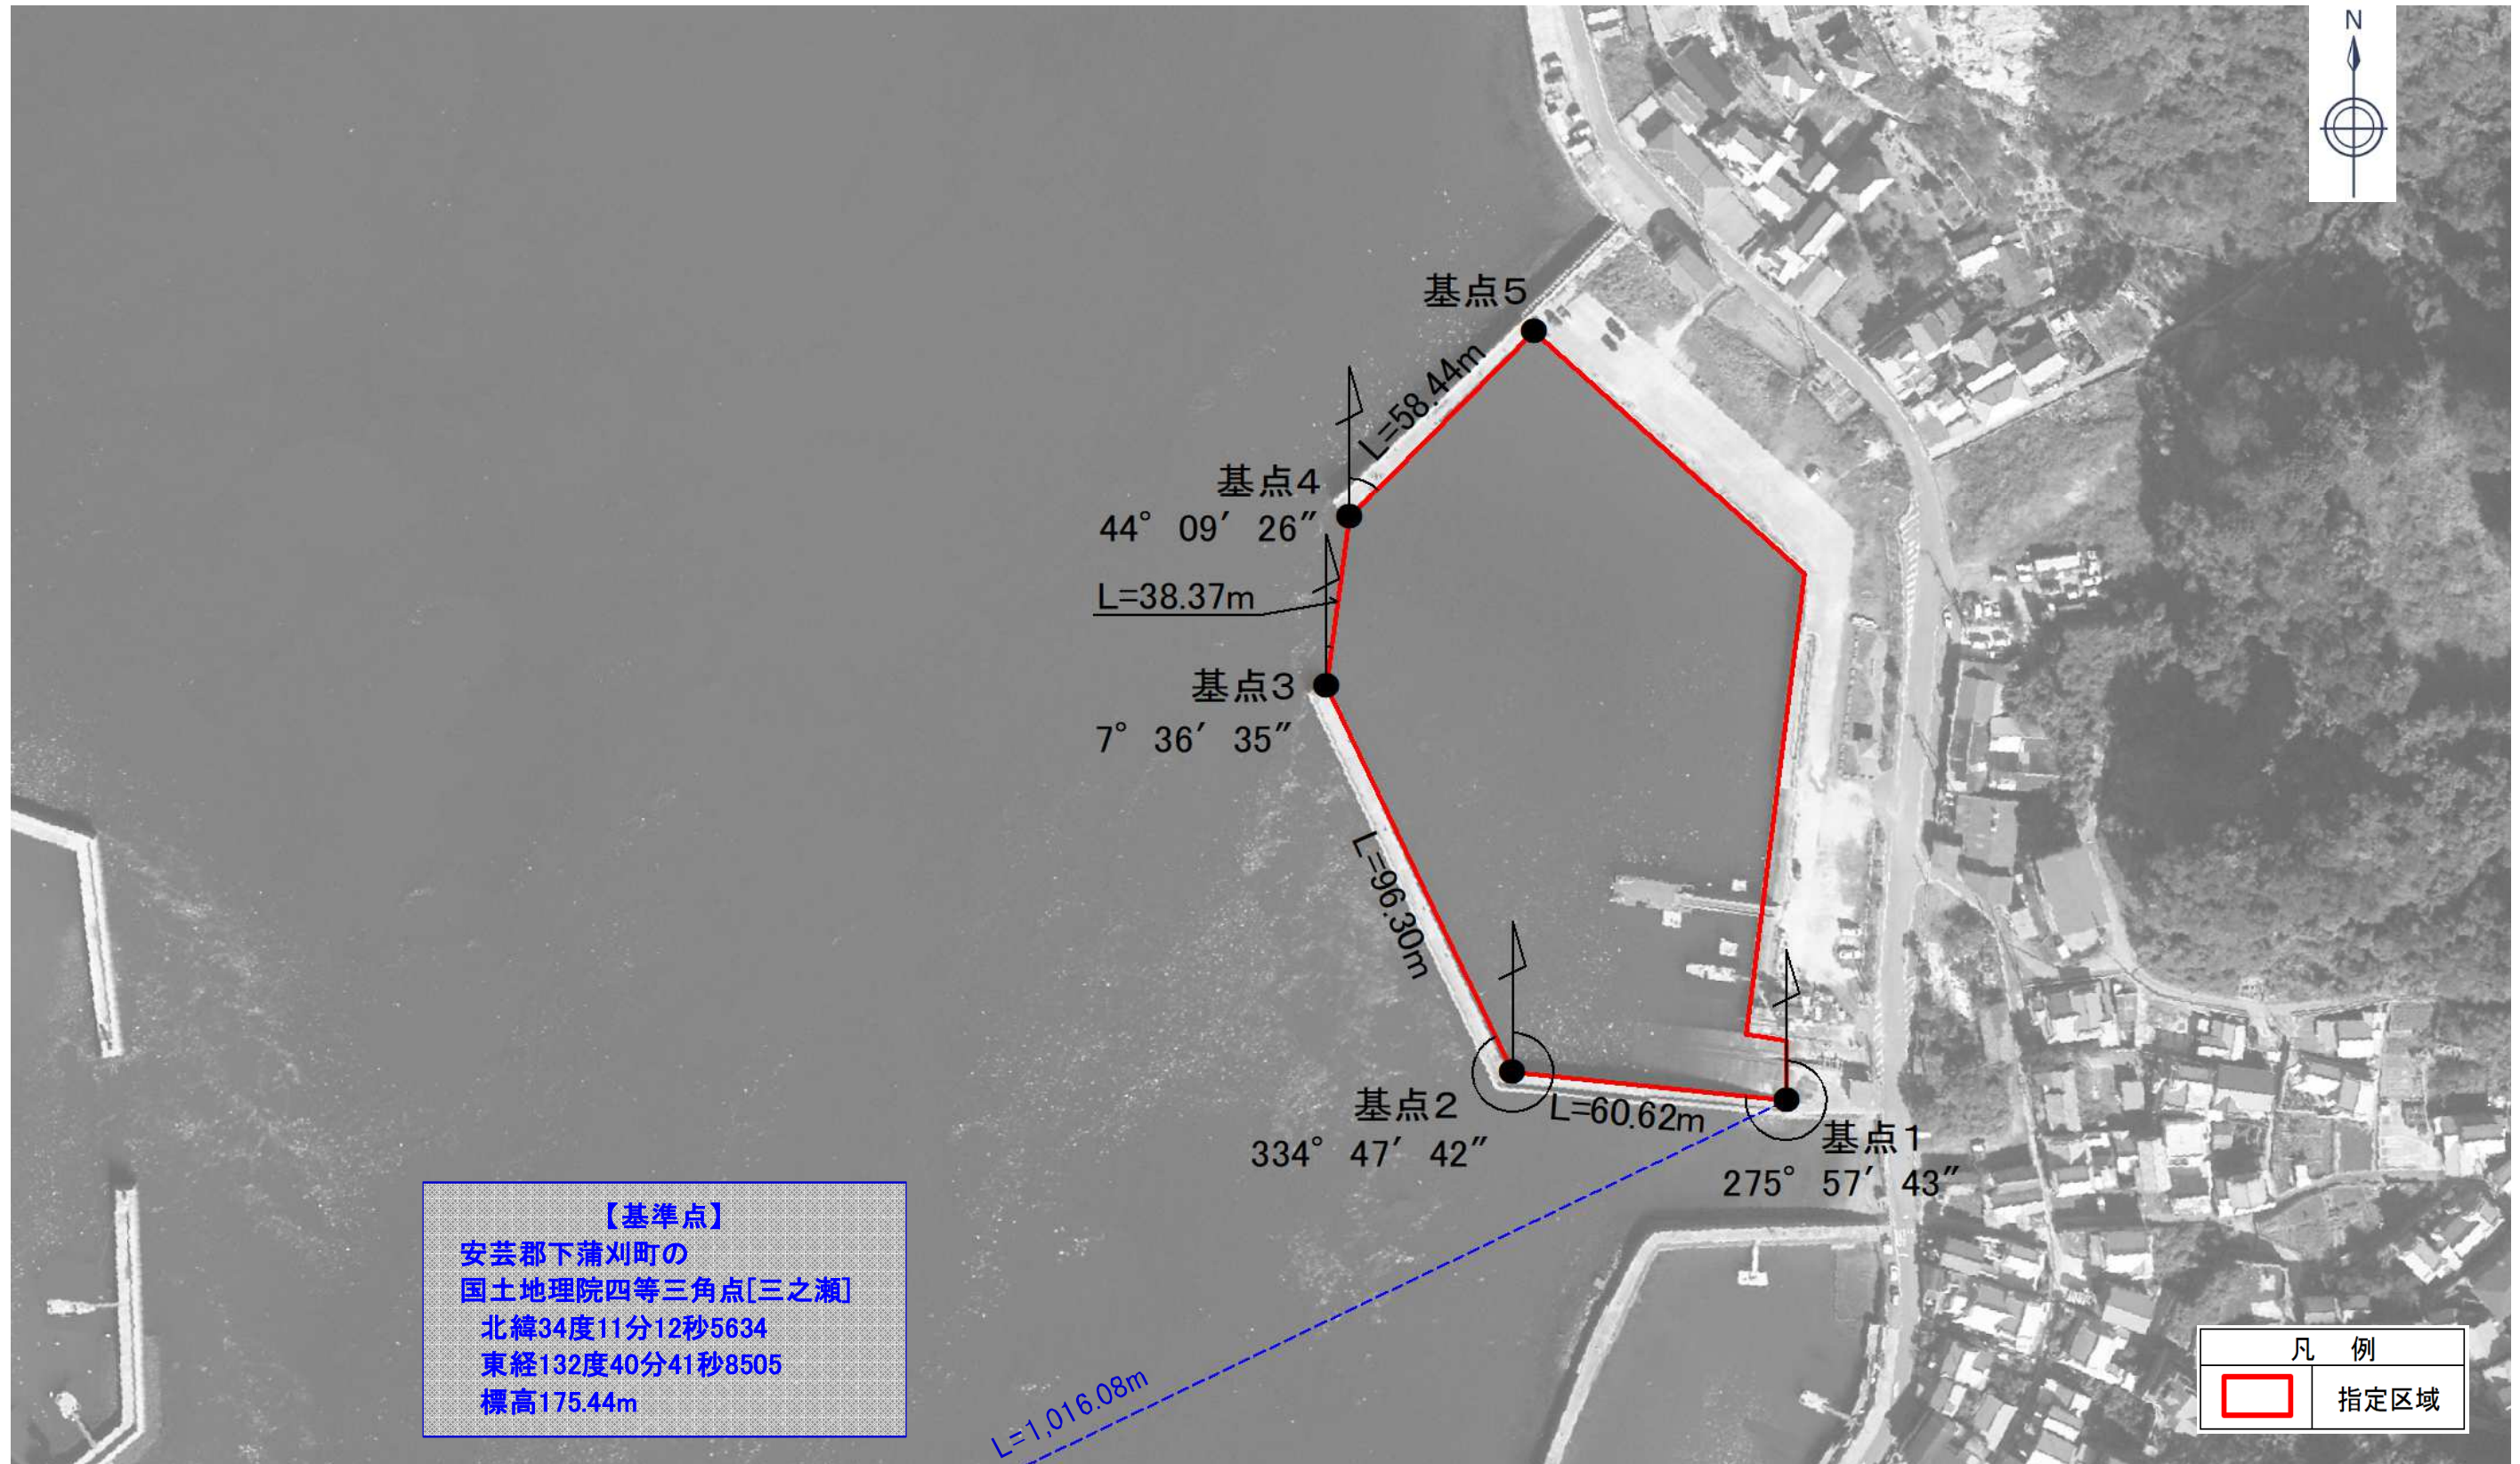 N
基点5
L=58.44m
基点4
44° 09′ 26″
L=38.37m
基点3
7° 36′ 35″
L=96.30m
基点2
334° 47′ 42″
L=60.62m
基点1
275° 57′ 43″
【基準点】
安芸郡下蒲刈町の
国土地理院四等三角点[三之瀬]
北緯34度11分12秒5634
東経132度40分41秒8505
標高175.44m
L=1,016.08m
凡 例
指定区域